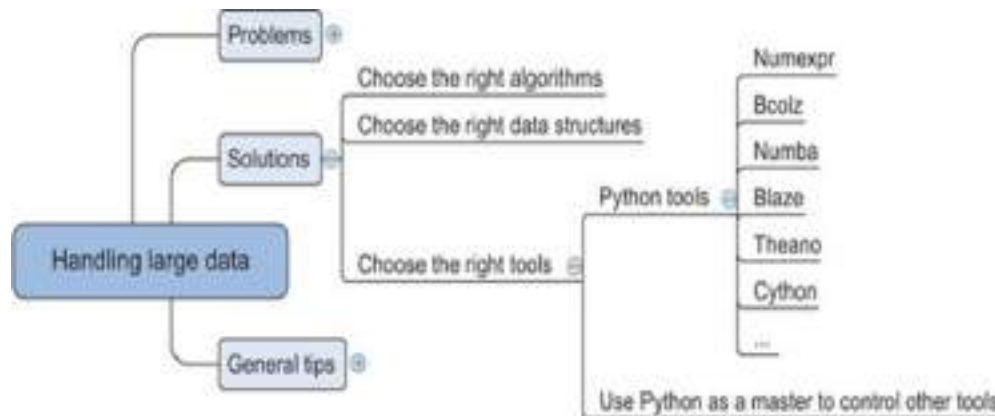 Problems
Choose the right algorithms
Choose the right data structures
Solutions
Handling large data
Choose the right tools
Python tools
Numexpr
Bcolz
Numba
Blaze
Theano
Cython
...
Use Python as a master to control other tools
General tips